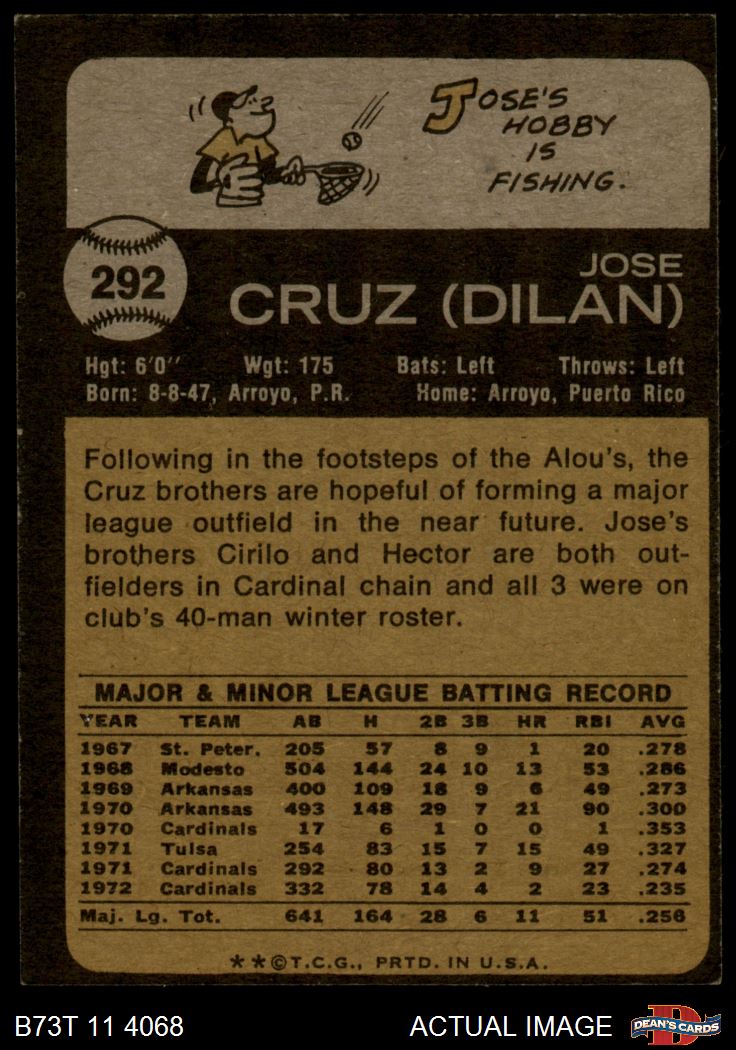 JOSE'S
HOBBY
IS
FISHING.
292
JOSE
CRUZ (DILAN)
Hgt: 6'0" Wgt: 175 Bats: Left Throws: Left
Born: 8-8-47, Arroyo, P.R. Home: Arroyo, Puerto Rico
Following in the footsteps of the Alou's, the
Cruz brothers are hopeful of forming a major
league outfield in the near future. Jose's
brothers Cirilo and Hector are both out-
fielders in Cardinal chain and all 3 were on
club's 40-man winter roster.
MAJOR & MINOR LEAGUE BATTING RECORD
YEAR TEAM AB H 2B 3B HR RBI AVG
1967 St. Peter. 205 57 8 9 1 20 .278
1968 Modesto 504 144 24 10 13 53 .286
1969 Arkansas 400 109 18 9 6 49 .273
1970 Arkansas 493 148 29 7 21 90 .300
1970 Cardinals 17 6 1 0 0 1 .353
1971 Tulsa 254 83 15 7 15 49 .327
1971 Cardinals 292 80 13 2 9 27 .274
1972 Cardinals 332 78 14 4 2 23 .235
Maj. Lg. Tot. 641 164 28 6 11 51 .256
**©T.C.G., PRTD. IN U.S.A.
B73T 11 4068 ACTUAL IMAGE DEAN'S CARDS